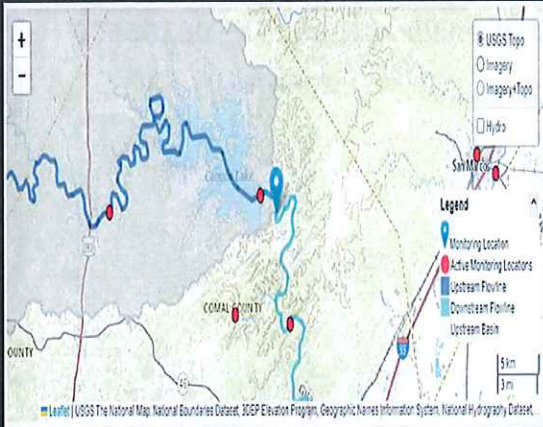 +
−
USGS Topo
Imagery
Imagery+Topo
Hydro
San Marcos
Canyon Lake
Legend
Monitoring Location
Active Monitoring Locations
Upstream Flowline
Downstream Flowline
Upstream Basin
COMAL COUNTY
OUNTY
35
5 km
3 mi
Leaflet | USGS The National Map: National Boundaries Dataset, 3DEP Elevation Program, Geographic Names Information System, National Hydrography Dataset,...